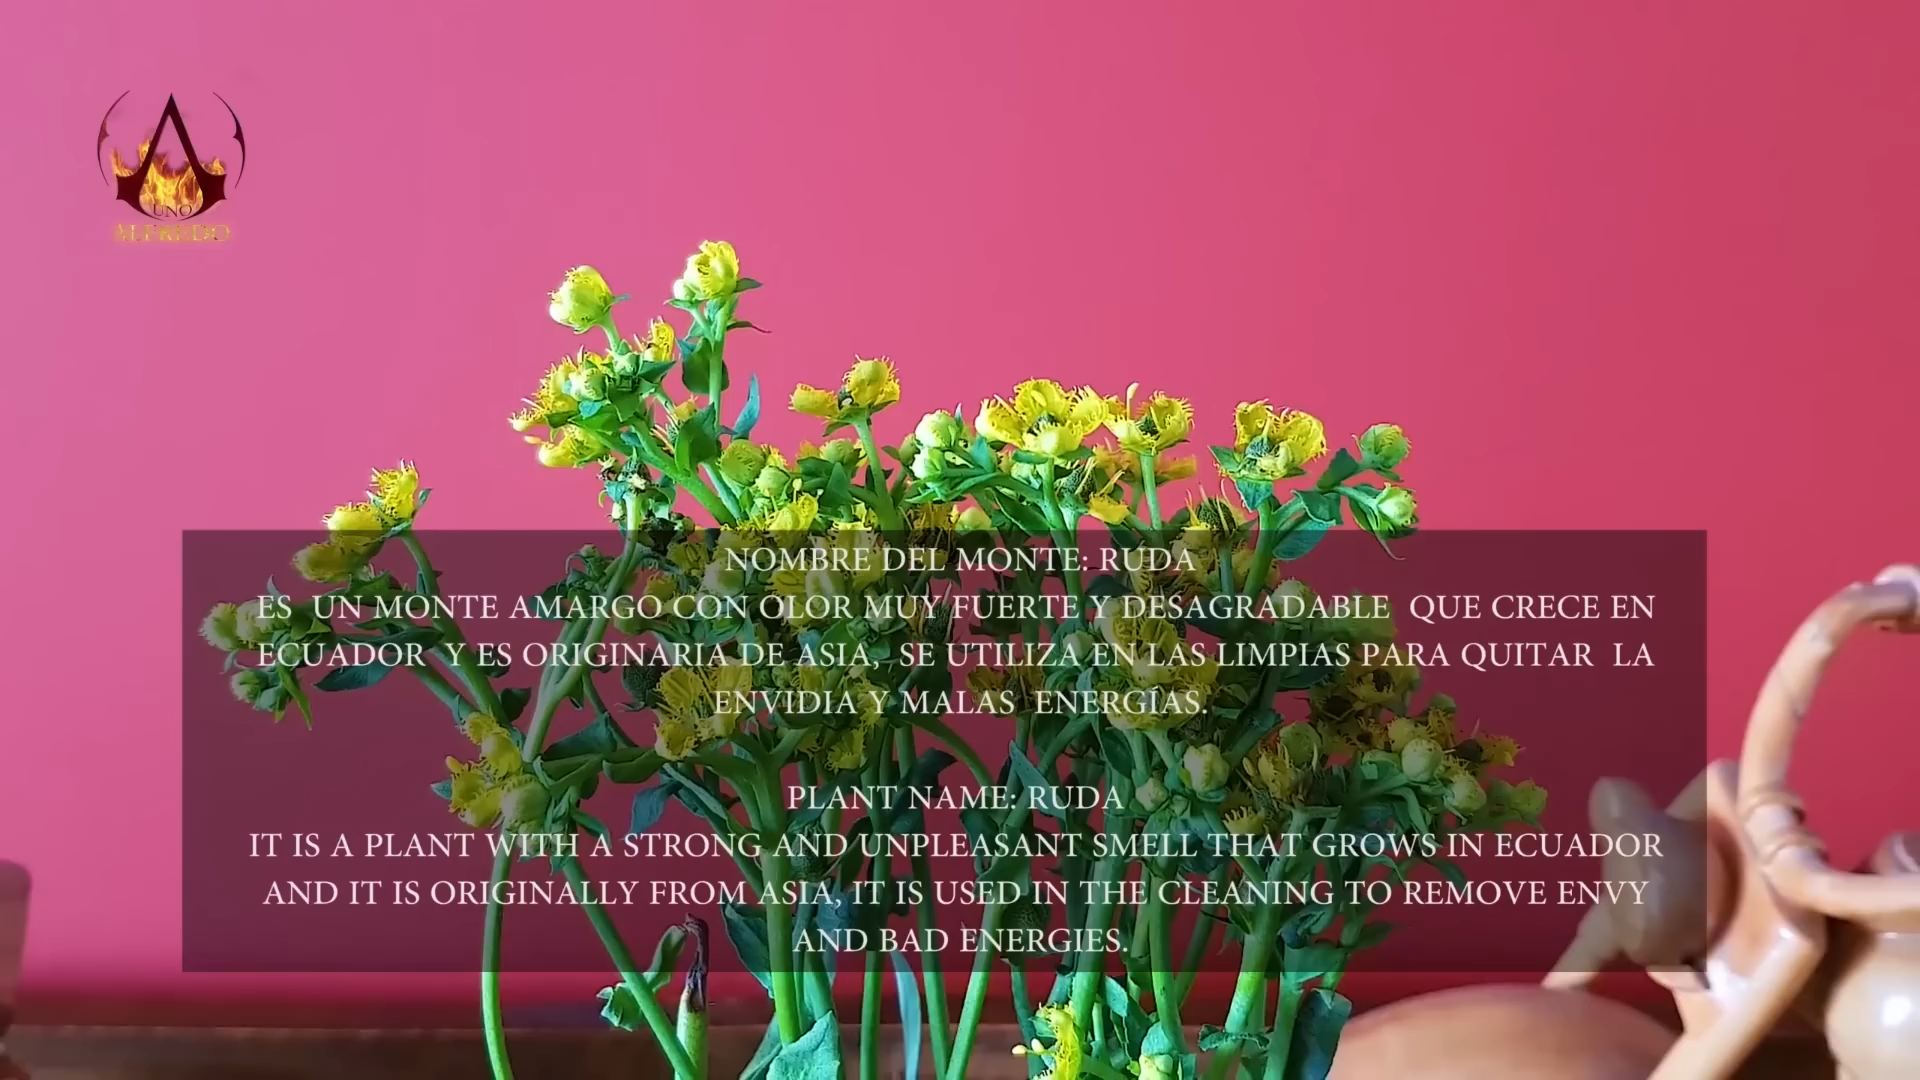 UNO
ALFREDO
NOMBRE DEL MONTE: RUDA
ES UN MONTE AMARGO CON OLOR MUY FUERTE Y DESAGRADABLE QUE CRECE EN
ECUADOR Y ES ORIGINARIA DE ASIA, SE UTILIZA EN LAS LIMPIAS PARA QUITAR LA
ENVIDIA Y MALAS ENERGÍAS.
PLANT NAME: RUDA
IT IS A PLANT WITH A STRONG AND UNPLEASANT SMELL THAT GROWS IN ECUADOR
AND IT IS ORIGINALLY FROM ASIA, IT IS USED IN THE CLEANING TO REMOVE ENVY
AND BAD ENERGIES.